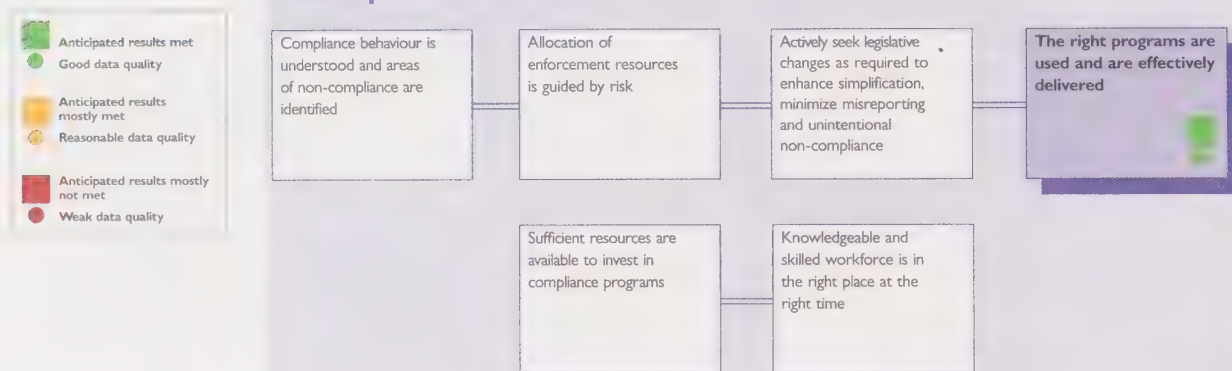 Anticipated results met
Good data quality
Anticipated results
mostly met
Reasonable data quality
Anticipated results mostly
not met
Weak data quality
Compliance behaviour is
understood and areas
of non-compliance are
identified
Allocation of
enforcement resources
is guided by risk
Actively seek legislative
changes as required to
enhance simplification,
minimize misreporting
and unintentional
non-compliance
The right programs are
used and are effectively
delivered
Sufficient resources are
available to invest in
compliance programs
Knowledgeable and
skilled workforce is in
the right place at the
right time